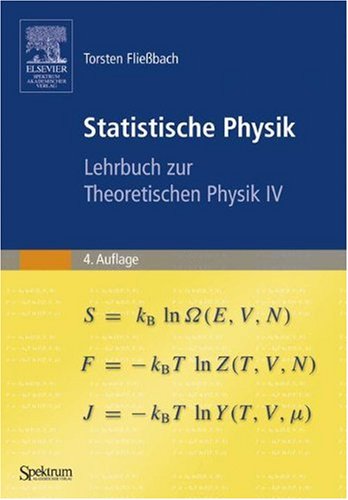 ELSEVIER
SPEKTRUM
AKADEMISCHER
VERLAG
Torsten Fließbach
Statistische Physik
Lehrbuch zur
Theoretischen Physik IV
4. Auflage
S = k_B ln Ω(E, V, N)
F = −k_B T ln Z(T, V, N)
J = −k_B T ln Y(T, V, μ)
Spektrum
AKADEMISCHER VERLAG